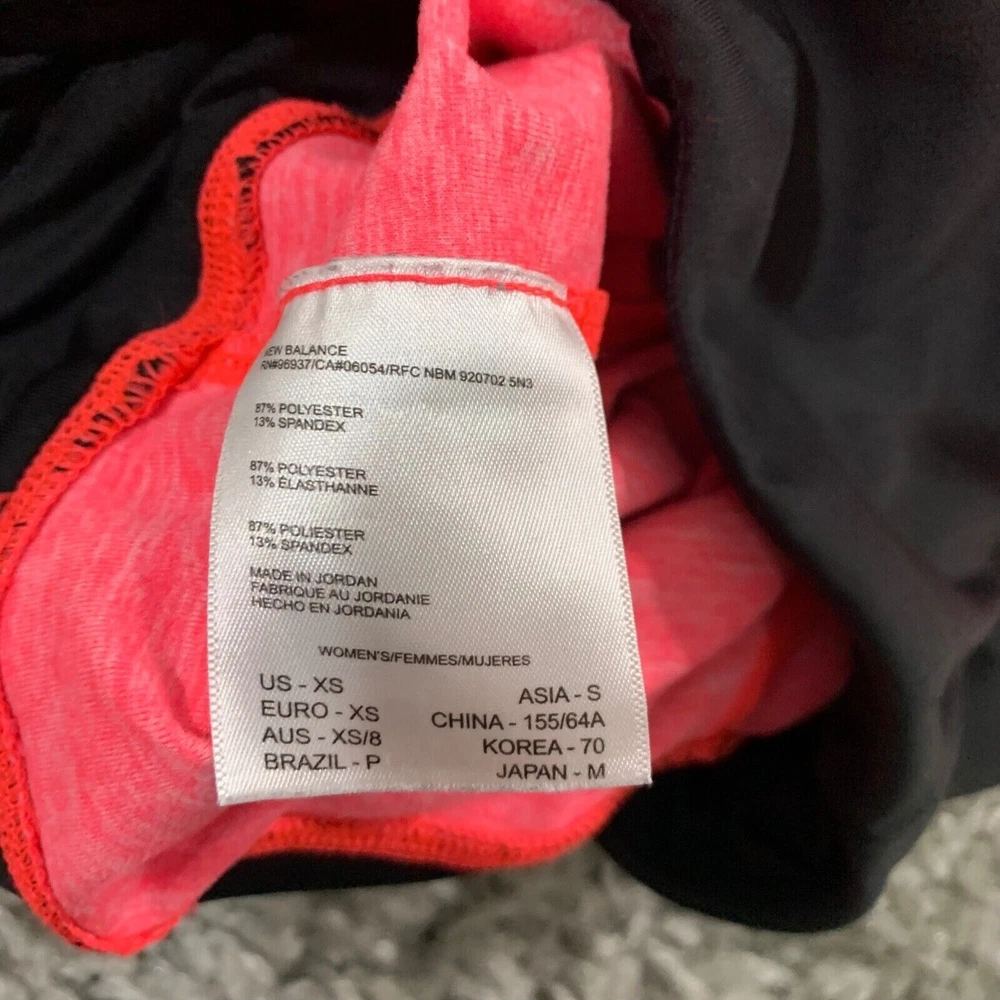 NEW BALANCE
RN#96937/CA#06054/RFC NBM 920702 5N3
87% POLYESTER
13% SPANDEX
87% POLYESTER
13% ÉLASTHANNE
87% POLIESTER
13% SPANDEX
MADE IN JORDAN
FABRIQUE AU JORDANIE
HECHO EN JORDANIA
WOMEN'S/FEMMES/MUJERES
US - XS
EURO - XS
AUS - XS/8
BRAZIL - P
ASIA - S
CHINA - 155/64A
KOREA - 70
JAPAN - M